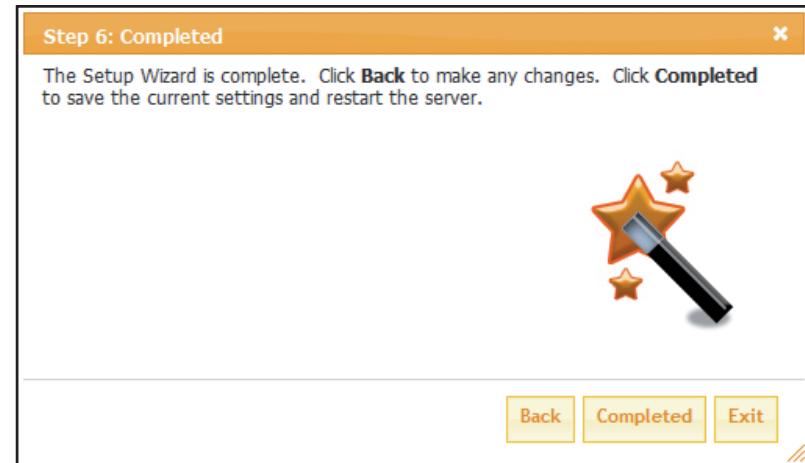 Step 6: Completed
The Setup Wizard is complete. Click Back to make any changes. Click Completed
to save the current settings and restart the server.
Back Completed Exit